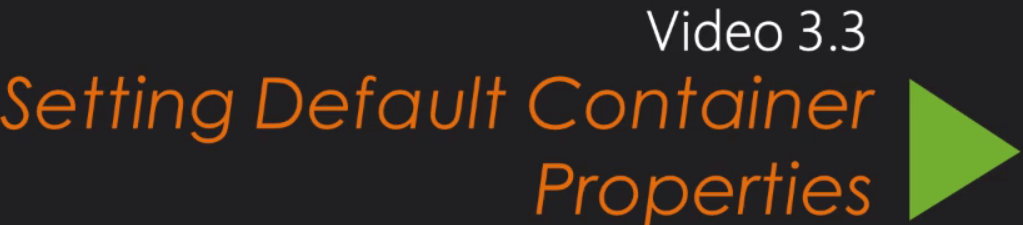 Video 3.3
Setting Default Container
Properties